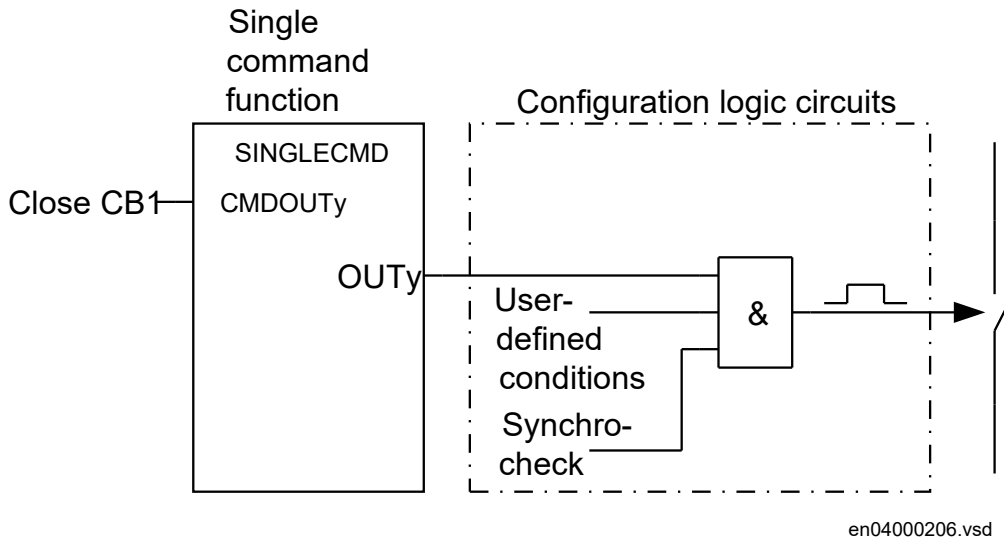 Single
command
function
Configuration logic circuits
SINGLECMD
Close CB1
CMDOUTy
OUTy
User-
defined
conditions
&
Synchro-
check
en04000206.vsd